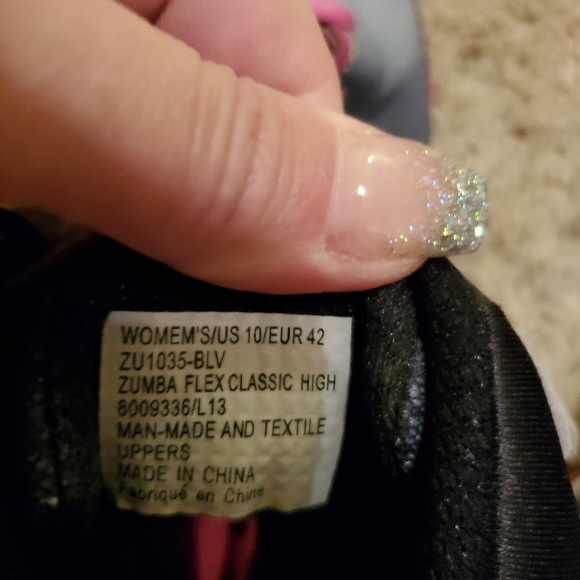 WOMEM'S/US 10/EUR 42
ZU1035-BLV
ZUMBA FLEX CLASSIC HIGH
8009336/L13
MAN-MADE AND TEXTILE
UPPERS
MADE IN CHINA
Fabriqué en Chine